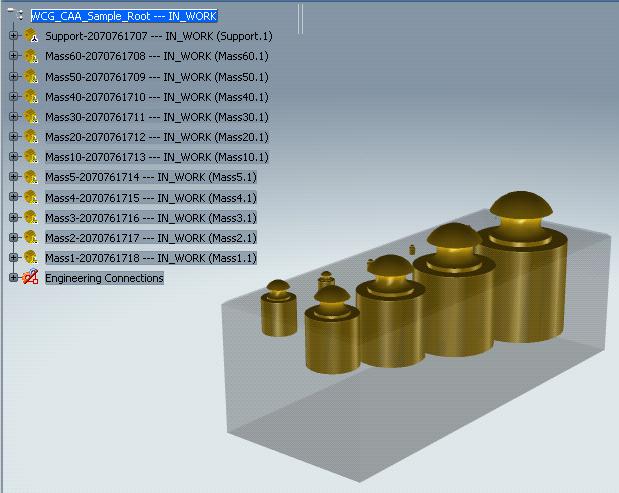 WCG_CAA_Sample_Root --- IN_WORK
Support-2070761707 --- IN_WORK (Support.1)
Mass60-2070761708 --- IN_WORK (Mass60.1)
Mass50-2070761709 --- IN_WORK (Mass50.1)
Mass40-2070761710 --- IN_WORK (Mass40.1)
Mass30-2070761711 --- IN_WORK (Mass30.1)
Mass20-2070761712 --- IN_WORK (Mass20.1)
Mass10-2070761713 --- IN_WORK (Mass10.1)
Mass5-2070761714 --- IN_WORK (Mass5.1)
Mass4-2070761715 --- IN_WORK (Mass4.1)
Mass3-2070761716 --- IN_WORK (Mass3.1)
Mass2-2070761717 --- IN_WORK (Mass2.1)
Mass1-2070761718 --- IN_WORK (Mass1.1)
Engineering Connections